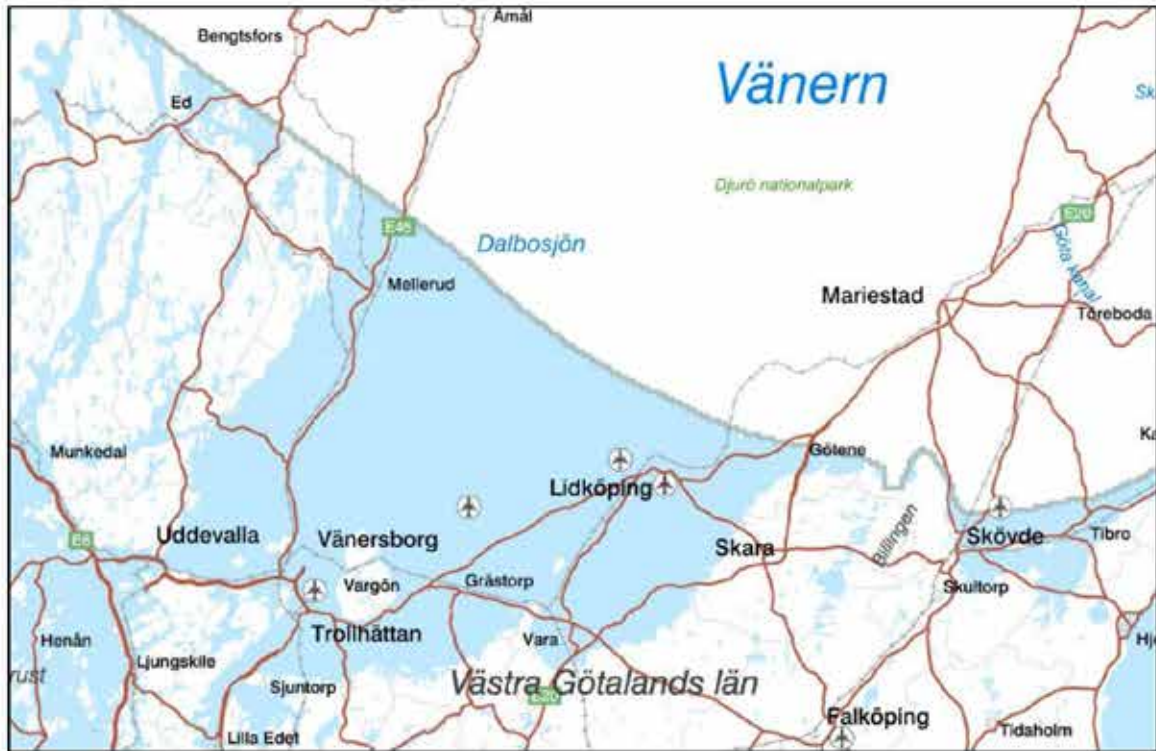 Åmål
Bengtsfors
Vänern
Ed
Djurö nationalpark
E20
E45
Dalbosjön
Göta kanal
Mellerud
Mariestad
Töreboda
Munkedal
Götene
Lidköping
Uddevalla
Vänersborg
Skara
Billingen
Skövde
Tibro
E6
Vargön
Grästorp
Skultorp
Henån
Trollhättan
Vara
Ljungskile
rust
Sjuntorp
Västra Götalands län
E20
Falköping
Tidaholm
Lilla Edet
Sk
Ka
Hjo